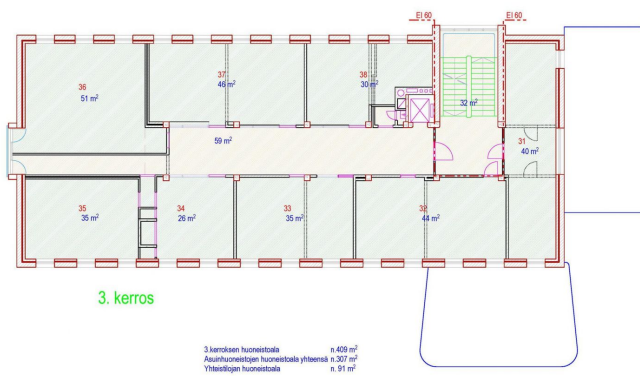 EI 60 EI 60
36
51 m²
37
46 m²
38
30 m²
32 m²
59 m²
31
40 m²
35
35 m²
34
26 m²
33
35 m²
32
44 m²
3. kerros
3.kerroksen huoneistoala n.409 m²
Asuinhuoneistojen huoneistoala yhteensä n.307 m²
Yhteistilojan huoneistoala n. 91 m²